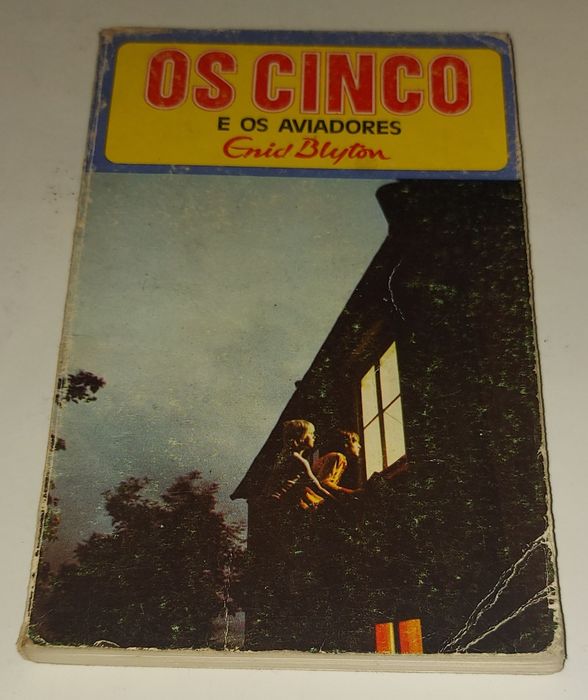 OS CINCO
E OS AVIADORES
Enid Blyton